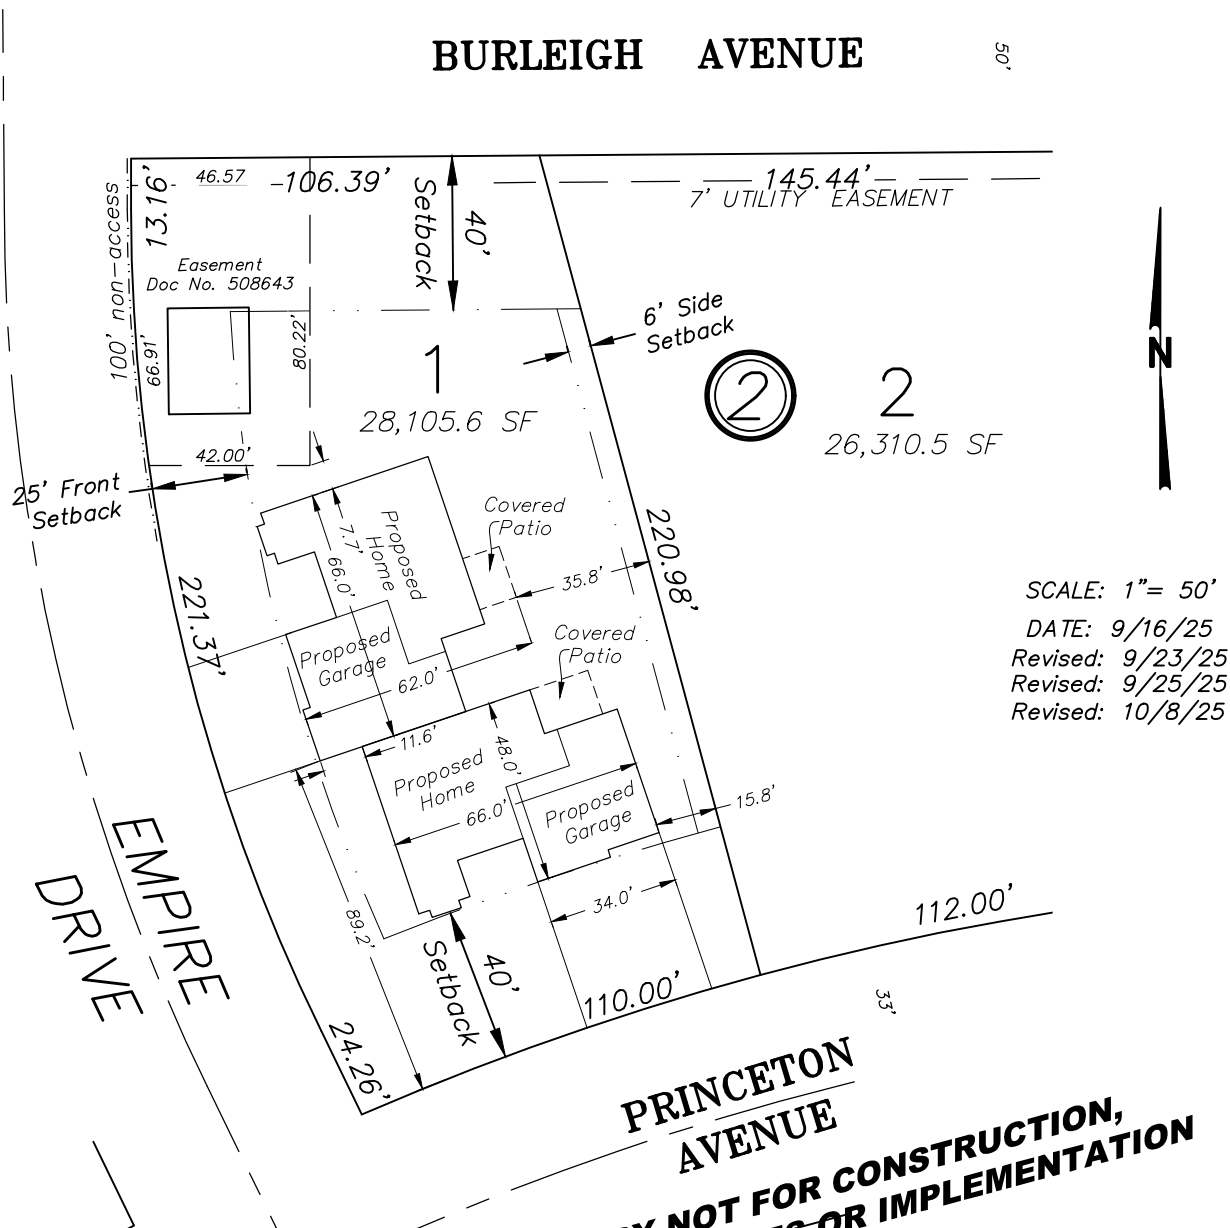 BURLEIGH AVENUE
50'
46.57
106.39'
145.44'
7' UTILITY EASEMENT
13.16'
100' non-access
Easement
Doc No. 508643
Setback
40'
6' Side
Setback
66.91'
80.22'
1
28,105.6 SF
2
2
26,310.5 SF
N
42.00'
25' Front
Setback
Covered
Patio
7.7'
66.0'
Proposed
Home
35.8'
220.98'
221.37'
Proposed
Garage
62.0'
Covered
Patio
SCALE: 1"= 50'
DATE: 9/16/25
Revised: 9/23/25
Revised: 9/25/25
Revised: 10/8/25
11.6'
48.0'
Proposed
Home
66.0'
Proposed
Garage
15.8'
34.0'
89.2'
Setback
40'
EMPIRE
DRIVE
112.00'
110.00'
24.26'
33'
PRINCETON
AVENUE
NOT FOR CONSTRUCTION,
OR IMPLEMENTATION